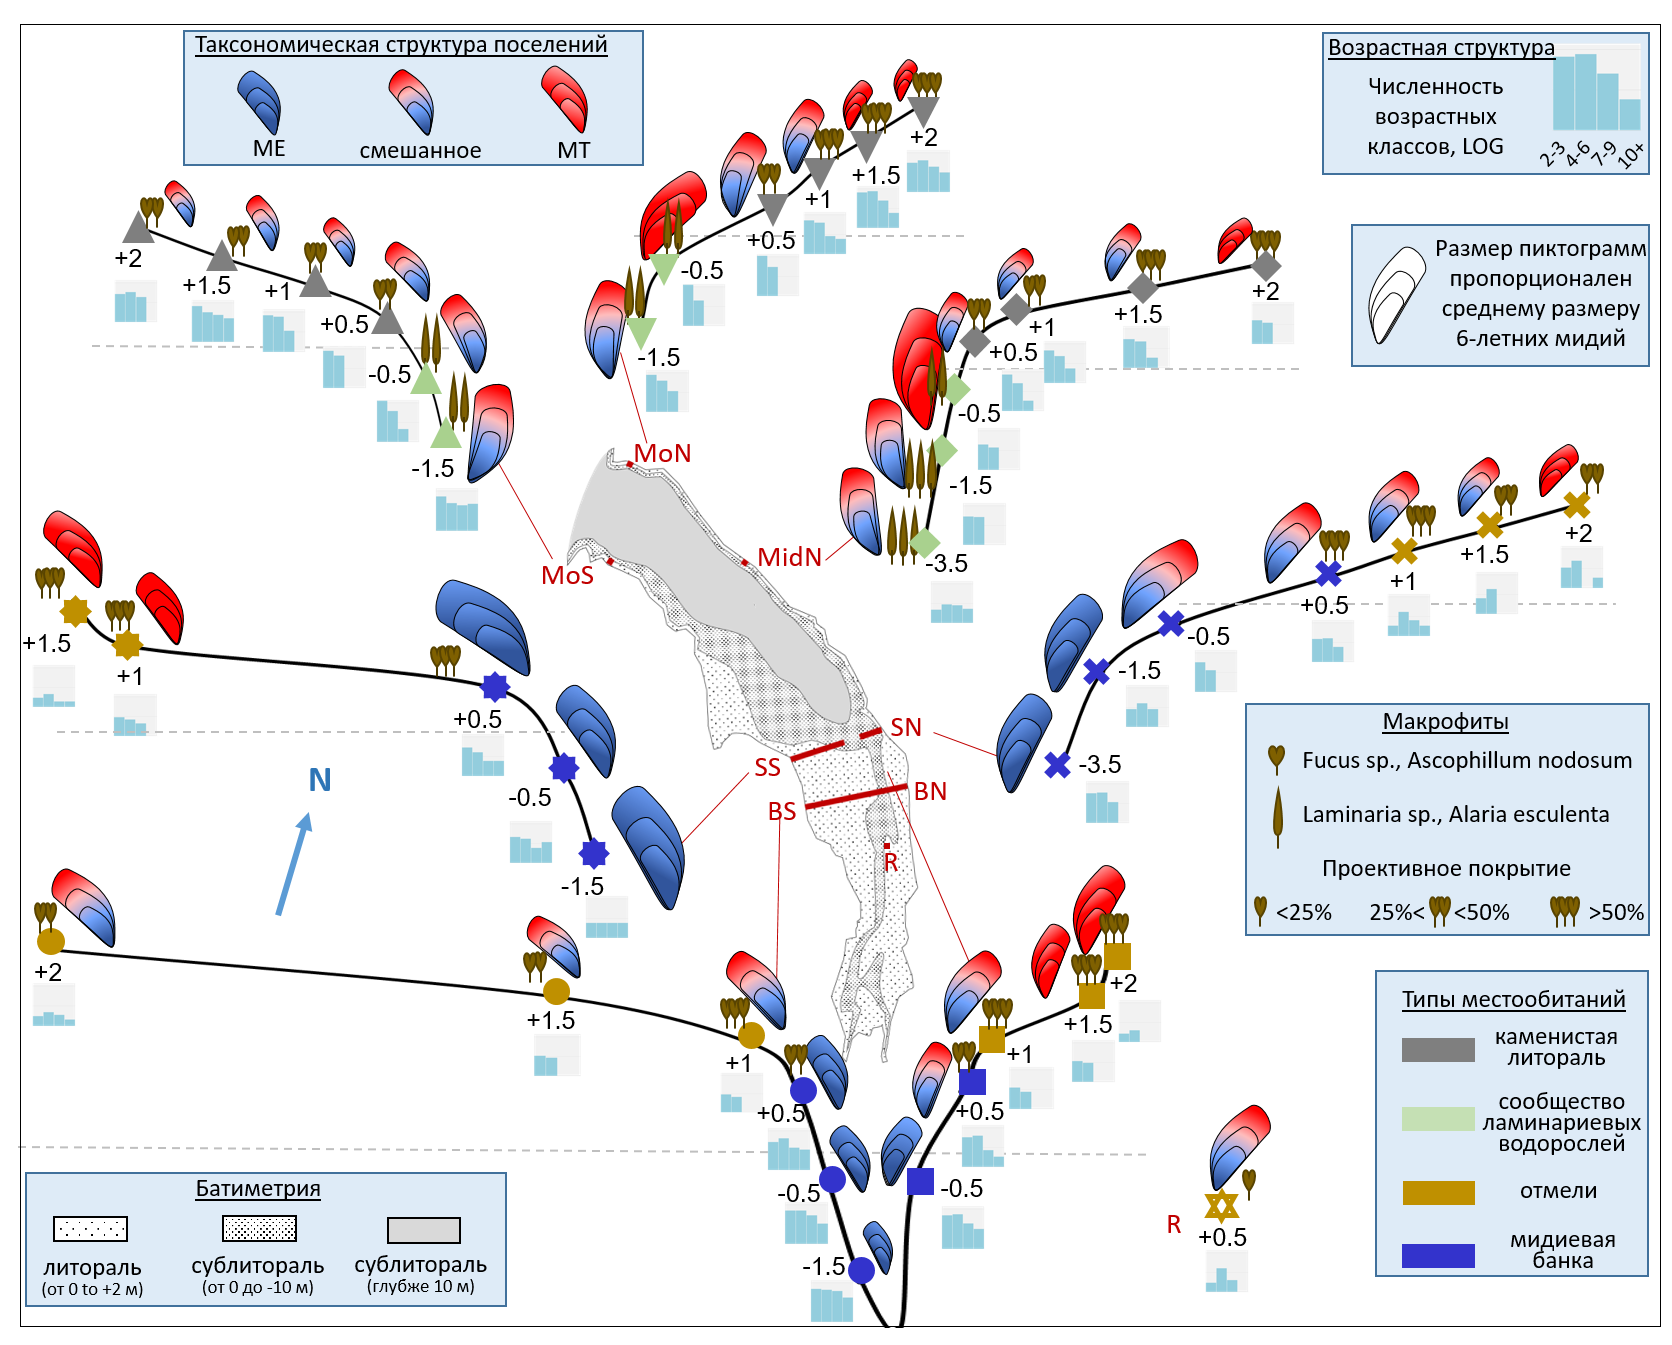 Таксономическая структура поселений
ME
смешанное
MT
Возрастная структура
Численность
возрастных
классов, LOG
2-3
4-6
7-9
10+
Размер пиктограмм
пропорционален
среднему размеру
6-летних мидий
+2
+1.5
+1
+0.5
-0.5
-1.5
MoS
+2
+1.5
+1
+0.5
-0.5
-1.5
MoN
+2
+1.5
+1
+0.5
-0.5
-1.5
-3.5
MidN
+2
+1.5
+1
+0.5
-0.5
-1.5
-3.5
SN
+1.5
+1
+0.5
-0.5
-1.5
SS
BS
BN
R
N
+2
+1.5
+1
+0.5
-0.5
-1.5
+2
+1.5
+1
+0.5
-0.5
R
+0.5
Макрофиты
Fucus sp., Ascophillum nodosum
Laminaria sp., Alaria esculenta
Проективное покрытие
<25%
25%<
<50%
>50%
Типы местообитаний
каменистая
литораль
сообщество
ламинариевых
водорослей
отмели
мидиевая
банка
Батиметрия
литораль
(от 0 to +2 м)
сублитораль
(от 0 до -10 м)
сублитораль
(глубже 10 м)